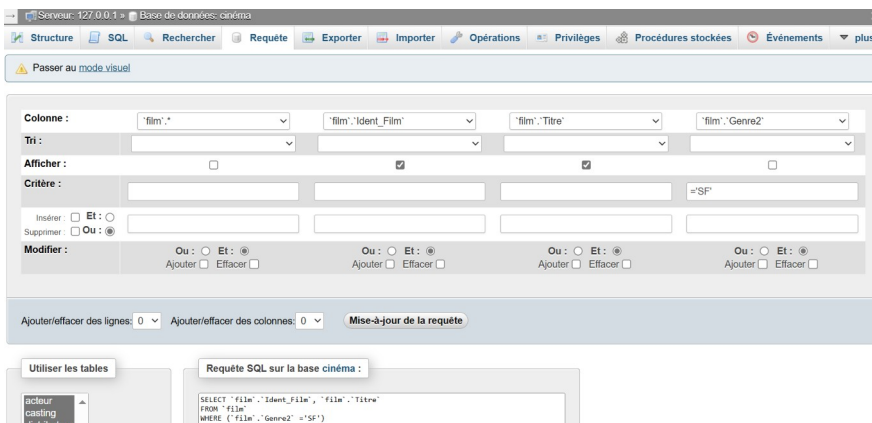 Serveur: 127.0.0.1 » Base de données: cinéma
Structure SQL Rechercher Requête Exporter Importer Opérations Privilèges Procédures stockées Événements plus
Passer au mode visuel
Colonne : `film`.* `film`.`Ident_Film` `film`.`Titre` `film`.`Genre2`
Tri :
Afficher :
Critère : ='SF'
Insérer : Et :
Supprimer : Ou :
Modifier : Ou : Et : Ou : Et : Ou : Et : Ou : Et :
Ajouter Effacer Ajouter Effacer Ajouter Effacer Ajouter Effacer
Ajouter/effacer des lignes: 0 Ajouter/effacer des colonnes: 0 Mise-à-jour de la requête
Utiliser les tables Requête SQL sur la base cinéma :
acteur
casting
SELECT `film`.`Ident_Film`, `film`.`Titre`
FROM `film`
WHERE (`film`.`Genre2` ='SF')